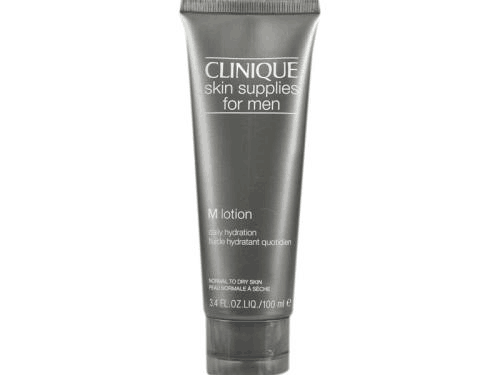 CLINIQUE
skin supplies
for men
M lotion
daily hydration
fluide hydratant quotidien
NORMAL TO DRY SKIN
PEAU NORMALE À SÈCHE
3.4 FL.OZ.LIQ./100 ml ℮